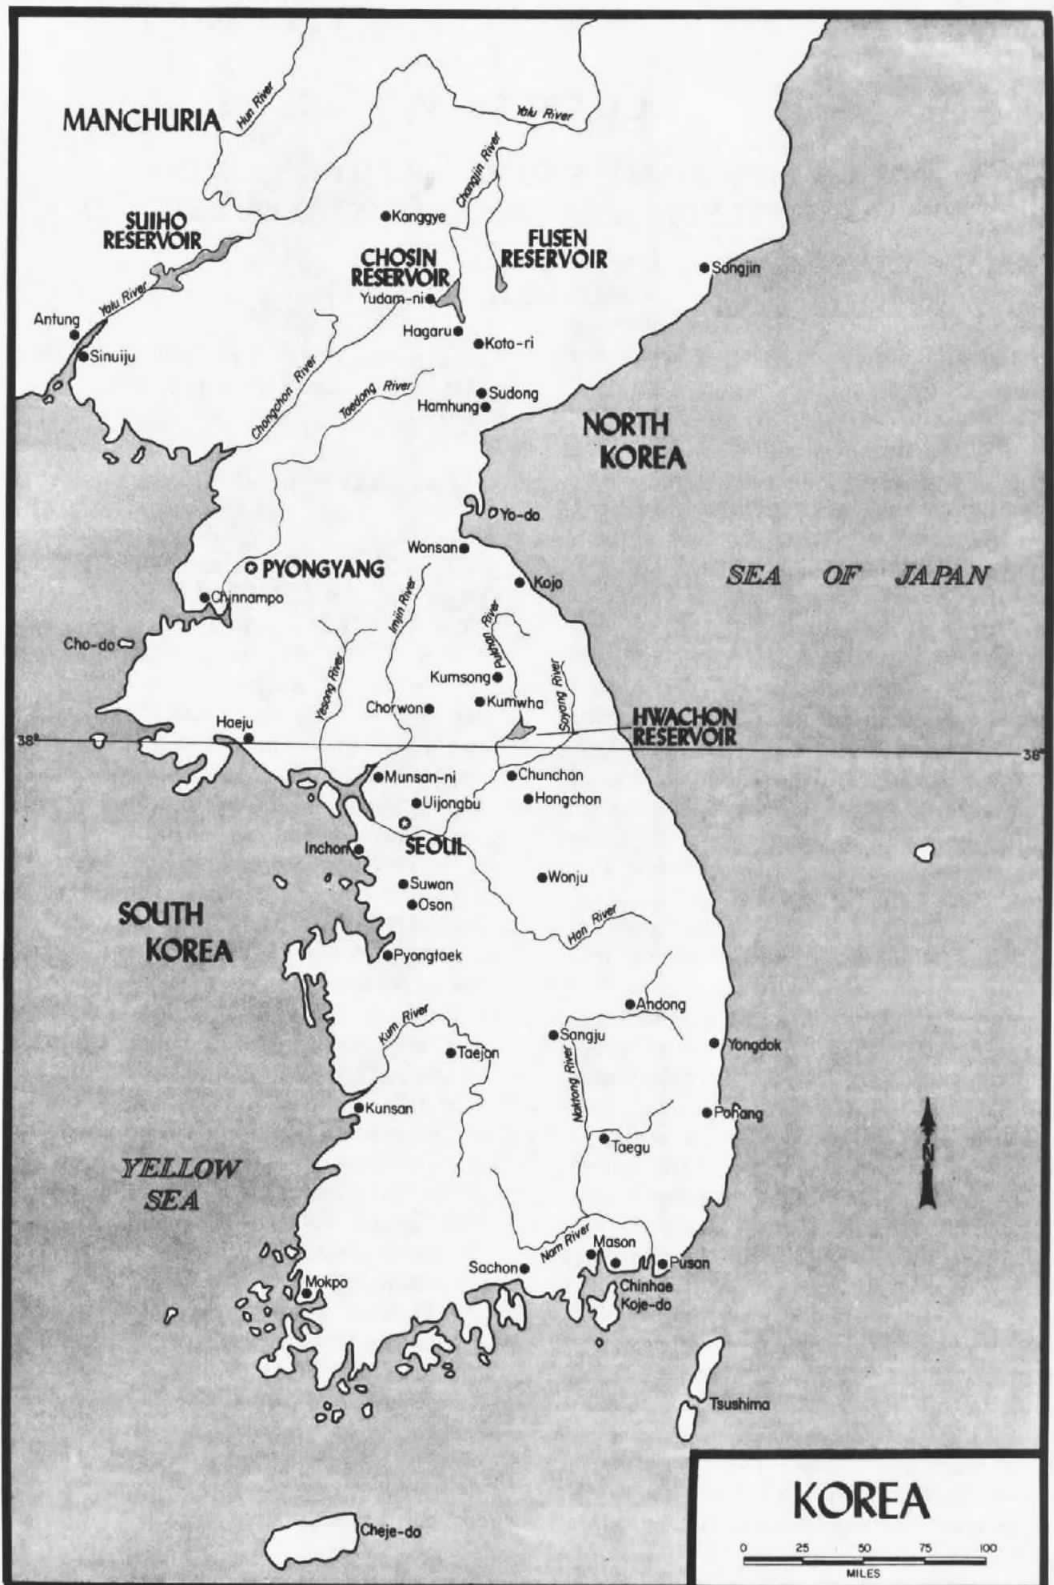 Hun River
MANCHURIA
Yalu River
Changjin River
Kanggye
SUIHO
RESERVOIR
FUSEN
RESERVOIR
CHOSIN
RESERVOIR
Songjin
Yudam-ni
Yalu River
Antung
Sinuiju
Hagaru
Koto-ri
Chongchon River
Taedong River
Sudong
Hamhung
NORTH
KOREA
Yo-do
Wonsan
PYONGYANG
Kojo
SEA OF JAPAN
Chinnampo
Imjin River
Pukhan River
Cho-do
Yesong River
Kumsong
Soyang River
Chorwon
Kumwha
HWACHON
RESERVOIR
Haeju
38°
38°
Munsan-ni
Chunchon
Uijongbu
Hongchon
SEOUL
Inchon
Suwan
Wonju
Oson
SOUTH
KOREA
Han River
Pyongtaek
Andong
Kum River
Sangju
Yongdok
Taejon
Naktong River
Kunsan
Pohang
Taegu
N
YELLOW
SEA
Nam River
Mason
Sachon
Pusan
Mokpo
Chinhae
Koje-do
Tsushima
Cheje-do
KOREA
0 25 50 75 100
MILES